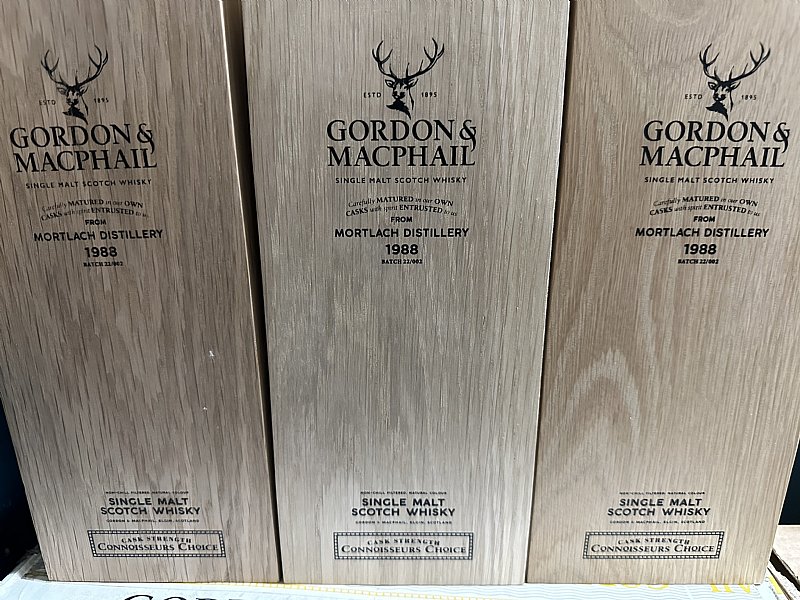 ESTD 1895
GORDON &
MACPHAIL
SINGLE MALT SCOTCH WHISKY
Carefully MATURED in our OWN
CASKS with spirit ENTRUSTED to us
FROM
MORTLACH DISTILLERY
1988
BATCH 22/002
NON-CHILL FILTERED, NATURAL COLOUR
SINGLE MALT
SCOTCH WHISKY
GORDON & MACPHAIL, ELGIN, SCOTLAND
CASK STRENGTH
CONNOISSEURS CHOICE
ESTD 1895
GORDON &
MACPHAIL
SINGLE MALT SCOTCH WHISKY
Carefully MATURED in our OWN
CASKS with spirit ENTRUSTED to us
FROM
MORTLACH DISTILLERY
1988
BATCH 22/002
NON-CHILL FILTERED, NATURAL COLOUR
SINGLE MALT
SCOTCH WHISKY
GORDON & MACPHAIL, ELGIN, SCOTLAND
CASK STRENGTH
CONNOISSEURS CHOICE
ESTD 1895
GORDON &
MACPHAIL
SINGLE MALT SCOTCH WHISKY
Carefully MATURED in our OWN
CASKS with spirit ENTRUSTED to us
FROM
MORTLACH DISTILLERY
1988
BATCH 22/002
NON-CHILL FILTERED, NATURAL COLOUR
SINGLE MALT
SCOTCH WHISKY
GORDON & MACPHAIL, ELGIN, SCOTLAND
CASK STRENGTH
CONNOISSEURS CHOICE